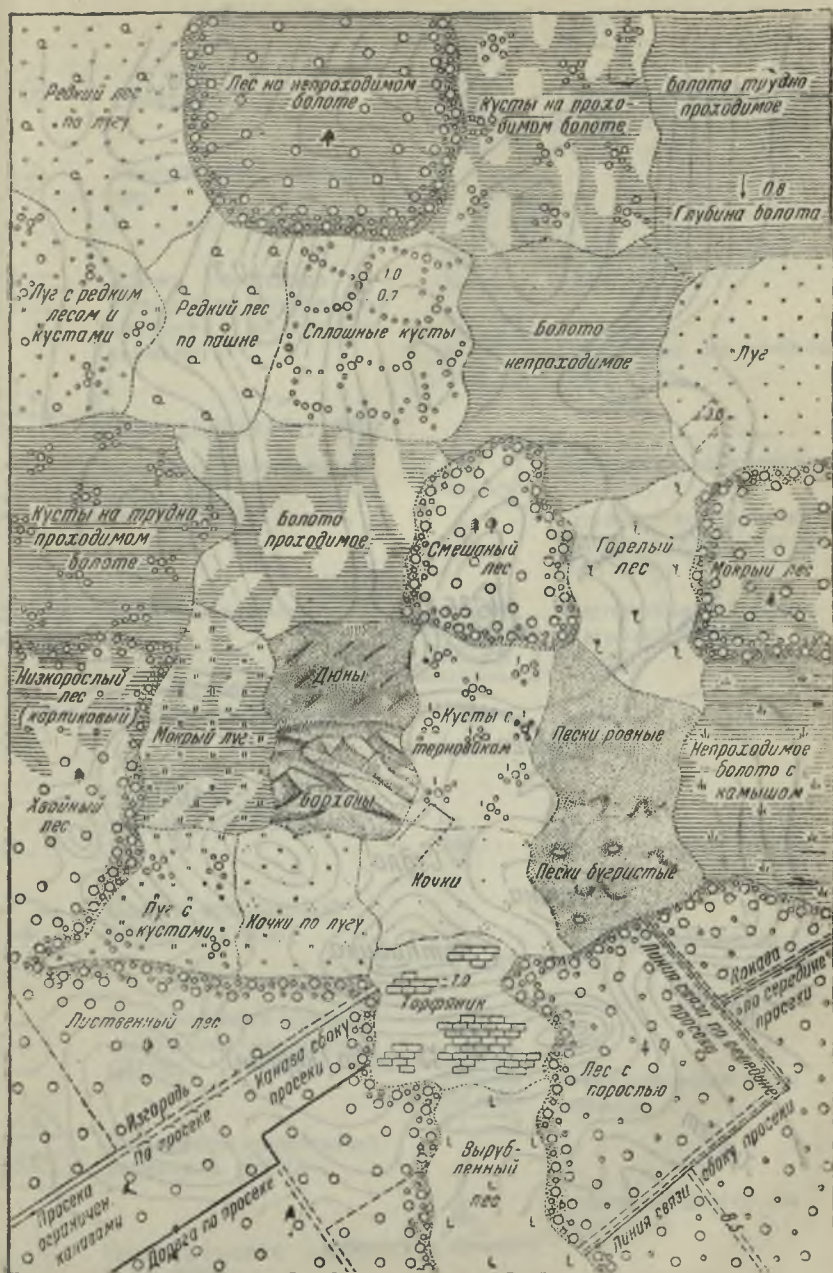 Редкий лес
по лугу
Лес на непроходимом
болоте
Кусты на прохо-
димом болоте
Болото трудно-
проходимое
0.8
Глубина болота
Луг с редким
лесом и
кустами
Редкий лес
по пашне
1.0
0.7
Сплошные кусты
Болото
непроходимое
Луг
Кусты на трудно
проходимом
болоте
Болото
проходимое
Смешаный
лес
Горелый
лес
Мокрый лес
Низкорослый
лес
(карликовый)
Мокрый луг
Дюны
Барханы
Кусты с
терновником
Пески ровные
Непроходимое
болото с
камышом
Хвойный
лес
Луг с
кустами
Кочки по лугу
Кочки
Пески бугристые
Лиственный лес
Изгородь
По просеке
Канава сбоку
просеки
1.0
Торфяник
Лес с
порослью
Линия связи по середине
просеки
Канава
по середине
просеки
Просека
ограничен
канавами
Дорога по просеке
Выруб-
ленный
лес
Линия связи сбоку просеки
8.5